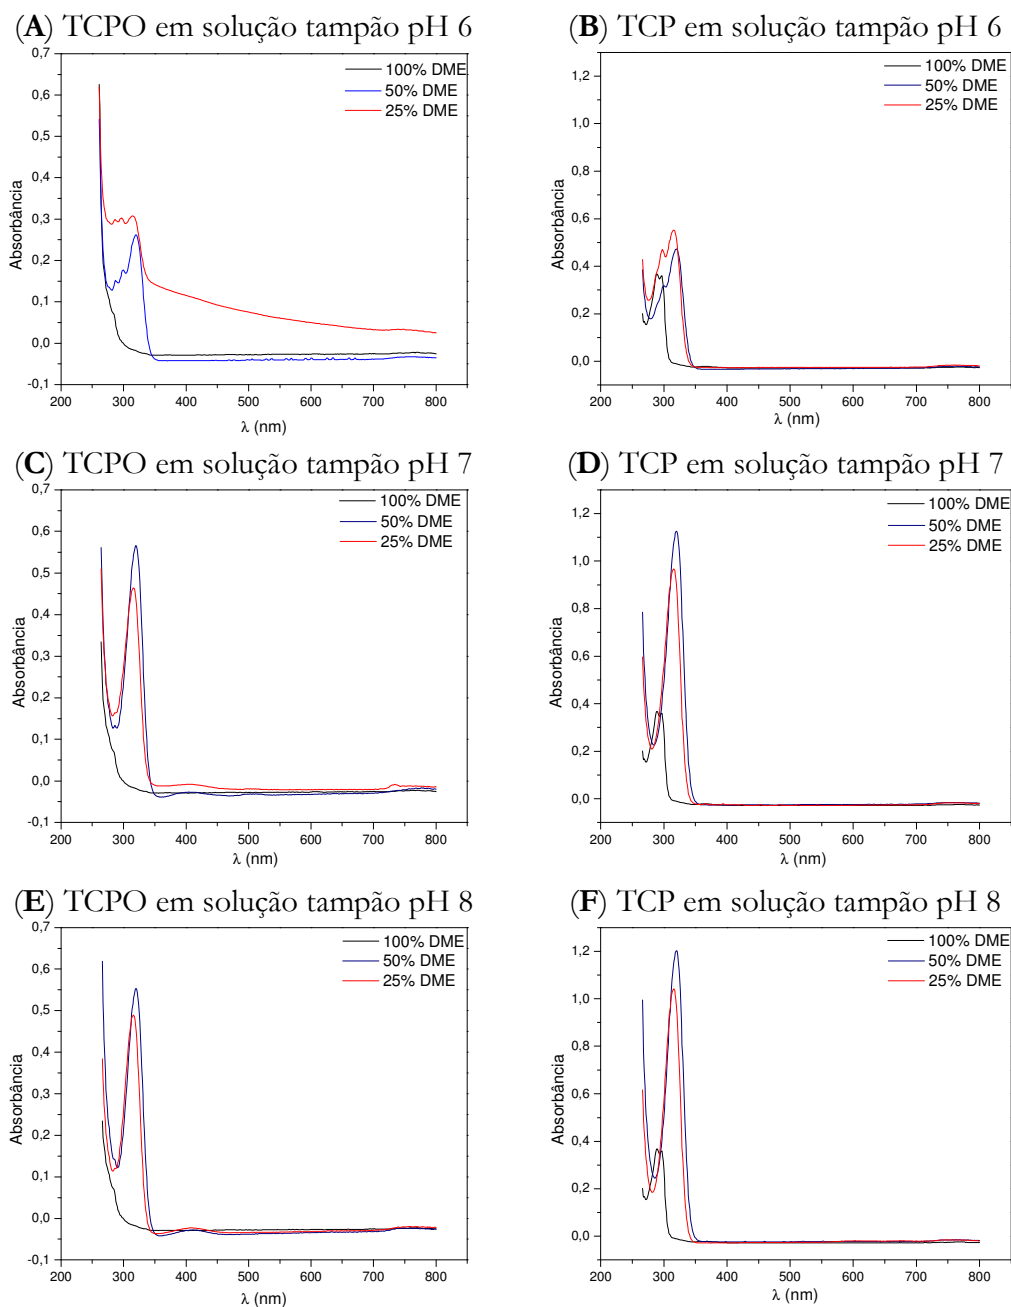 (A) TCPO em solução tampão pH 6
0,7
0,6
0,5
0,4
0,3
0,2
0,1
0,0
-0,1
200 300 400 500 600 700 800
Absorbância
λ (nm)
100% DME
50% DME
25% DME
(B) TCP em solução tampão pH 6
1,2
1,0
0,8
0,6
0,4
0,2
0,0
200 300 400 500 600 700 800
Absorbância
λ (nm)
100% DME
50% DME
25% DME
(C) TCPO em solução tampão pH 7
0,7
0,6
0,5
0,4
0,3
0,2
0,1
0,0
-0,1
200 300 400 500 600 700 800
Absorbância
λ (nm)
100% DME
50% DME
25% DME
(D) TCP em solução tampão pH 7
1,2
1,0
0,8
0,6
0,4
0,2
0,0
200 300 400 500 600 700 800
Absorbância
λ (nm)
100% DME
50% DME
25% DME
(E) TCPO em solução tampão pH 8
0,7
0,6
0,5
0,4
0,3
0,2
0,1
0,0
-0,1
200 300 400 500 600 700 800
Absorbância
λ (nm)
100% DME
50% DME
25% DME
(F) TCP em solução tampão pH 8
1,2
1,0
0,8
0,6
0,4
0,2
0,0
200 300 400 500 600 700 800
Absorbância
λ (nm)
100% DME
50% DME
25% DME